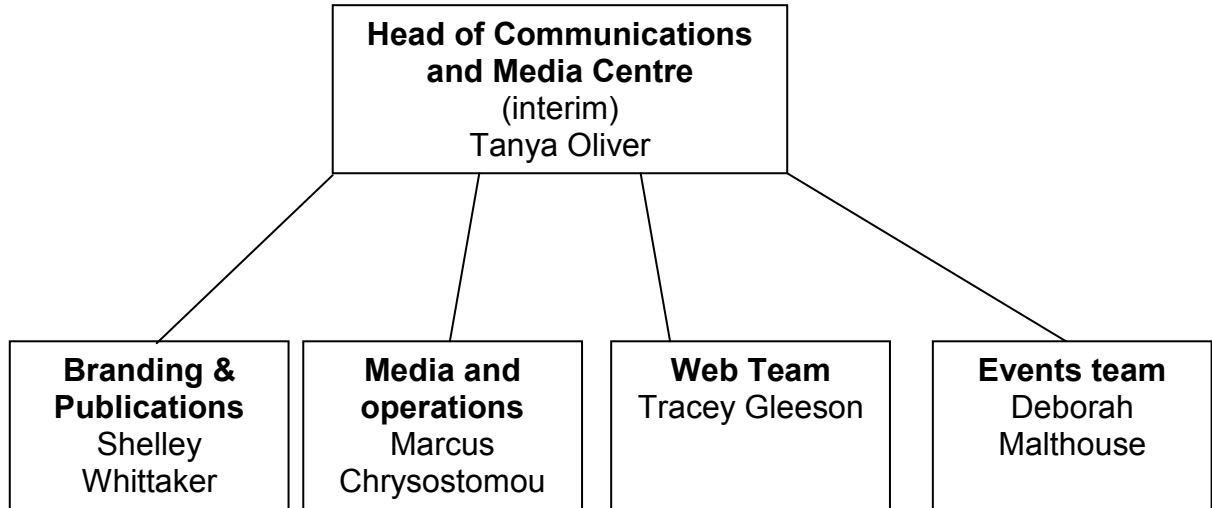 Head of Communications
and Media Centre
(interim)
Tanya Oliver
Branding &
Publications
Shelley
Whittaker
Media and
operations
Marcus
Chrysostomou
Web Team
Tracey Gleeson
Events team
Deborah
Malthouse